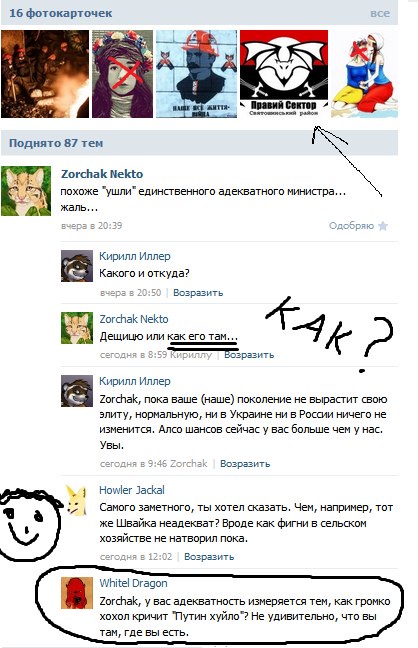 16 фотокарточек все
НАШЕ ВСЕ ЖИТТЯ-
ВІЙНА
Правий Сектор
Святошинський район
Поднято 87 тем
Zorchak Nekto
похоже "ушли" единственного адекватного министра...
жаль...
вчера в 20:39 Одобряю
Кирилл Иллер
Какого и откуда?
вчера в 20:50 | Возразить
Zorchak Nekto
Дещицю или как его там...
сегодня в 8:59 Кириллу | Возразить
КАК?
Кирилл Иллер
Zorchak, пока ваше (наше) поколение не вырастит свою
элиту, нормальную, ни в Украине ни в России ничего не
изменится. Алсо шансов сейчас у вас больше чем у нас.
Увы.
сегодня в 9:46 Zorchak | Возразить
Howler Jackal
Самого заметного, ты хотел сказать. Чем, например, тот
же Швайка неадекват? Вроде как фигни в сельском
хозяйстве не натворил пока.
сегодня в 12:02 | Возразить
Whitel Dragon
Zorchak, у вас адекватность измеряется тем, как громко
хохол кричит "Путин хуйло"? Не удивительно, что вы
там, где вы есть.